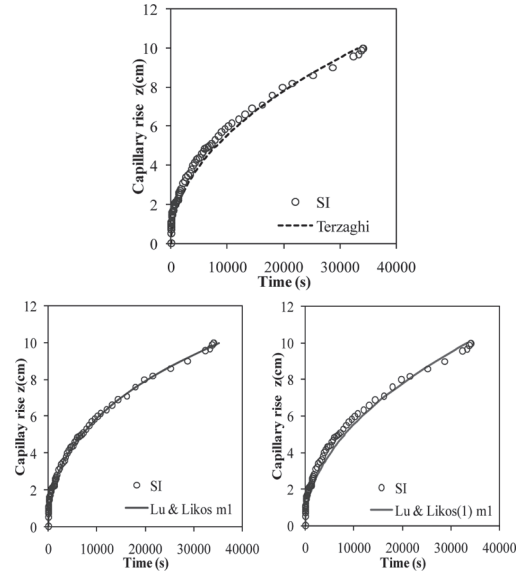 12
10
8
6
4
2
0
Capillary rise z(cm)
SI
Terzaghi
0 10000 20000 30000 40000
Time (s)
12
10
8
6
4
2
0
Capillay rise z(cm)
SI
Lu & Likos m1
0 10000 20000 30000 40000
Time (s)
12
10
8
6
4
2
0
Capillary rise z(cm)
SI
Lu & Likos(1) m1
0 10000 20000 30000 40000
Time (s)